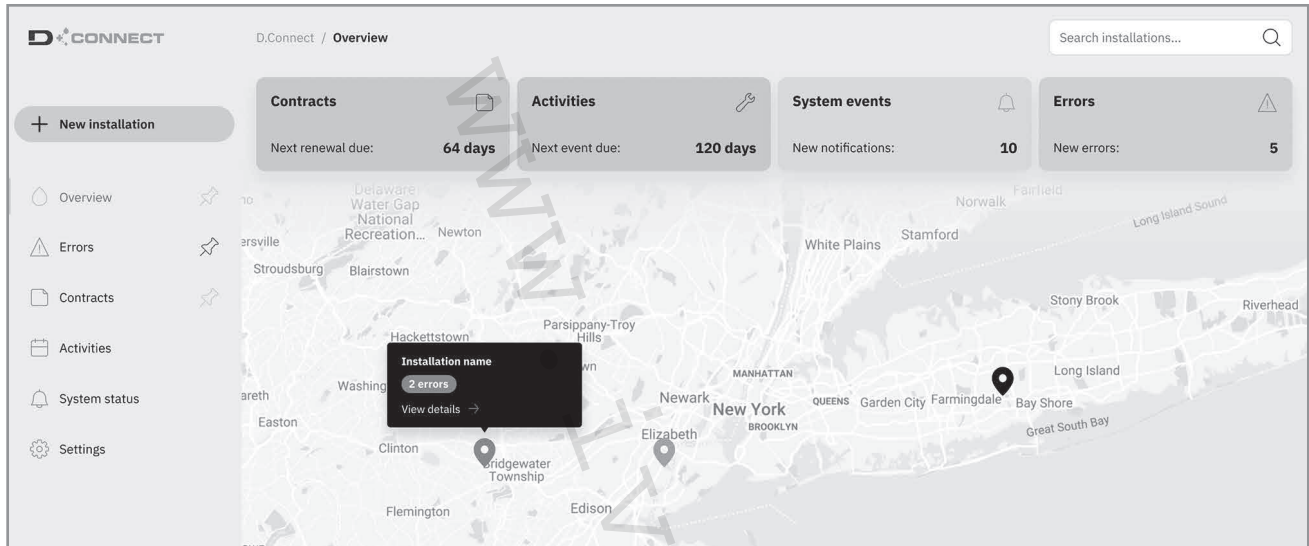 D CONNECT
D.Connect / Overview
Search installations...
New installation
Overview
Errors
Contracts
Activities
System status
Settings
Contracts
Next renewal due: 64 days
Activities
Next event due: 120 days
System events
New notifications: 10
Errors
New errors: 5
Delaware
Water Gap
National
Recreation...
Newton
ersville
Stroudsburg
Blairstown
Fairfield
Norwalk
Long Island Sound
Stamford
White Plains
Stony Brook
Riverhead
Parsippany-Troy
Hills
Hackettstown
wn
Installation name
2 errors
View details
Washing
areth
Easton
MANHATTAN
Newark
New York
QUEENS
BROOKLYN
Garden City
Farmingdale
Long Island
Bay Shore
Great South Bay
Elizabeth
Clinton
Bridgewater
Township
Flemington
Edison